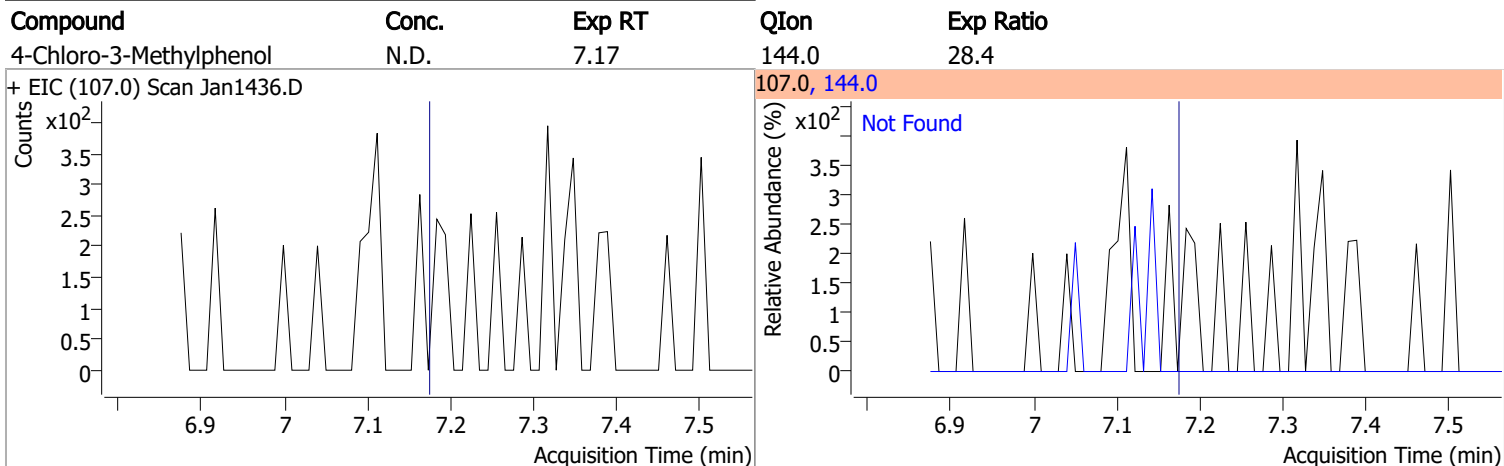 Compound Conc. Exp RT QIon Exp Ratio
4-Chloro-3-Methylphenol N.D. 7.17 144.0 28.4
+ EIC (107.0) Scan Jan1436.D
Counts
x10²
3.5
3
2.5
2
1.5
1
0.5
0
6.9 7 7.1 7.2 7.3 7.4 7.5
Acquisition Time (min)
107.0, 144.0
Relative Abundance (%)
x10²
Not Found
3.5
3
2.5
2
1.5
1
0.5
0
6.9 7 7.1 7.2 7.3 7.4 7.5
Acquisition Time (min)